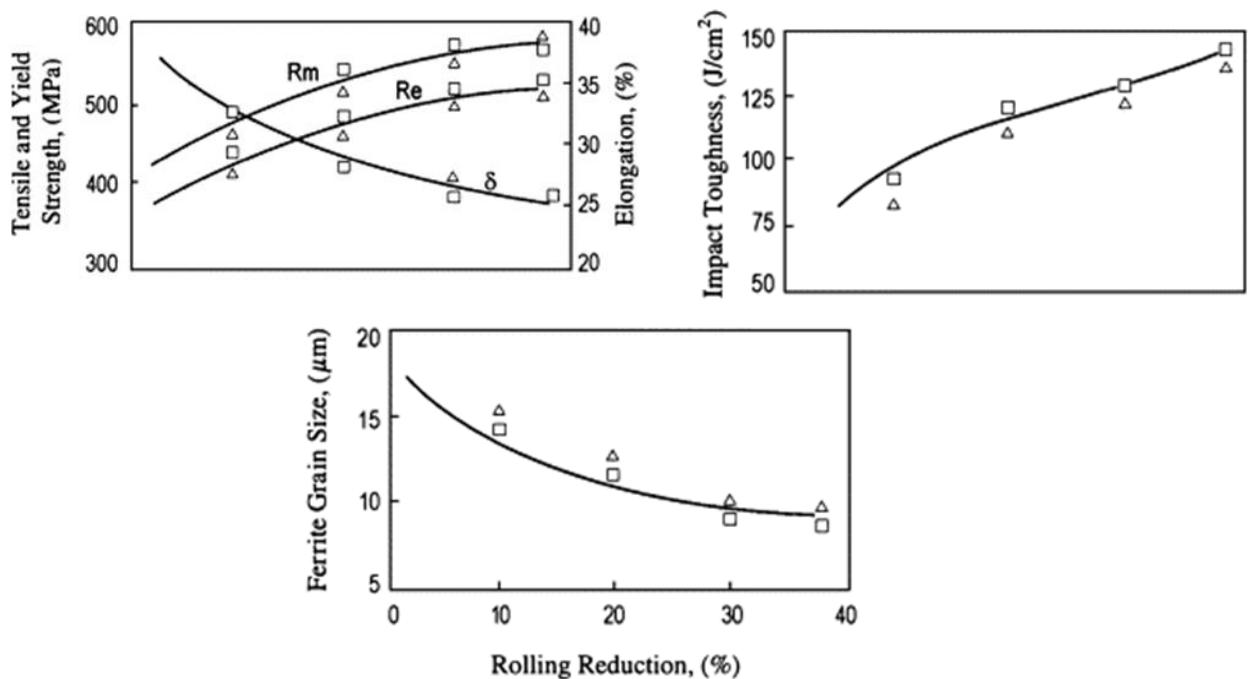 Tensile and Yield
Strength, (MPa)
600
500
400
300
Rm
Re
δ
40
35
30
25
20
Elongation, (%)
Impact Toughness, (J/cm²)
150
125
100
75
50
Ferrite Grain Size, (μm)
20
15
10
5
0 10 20 30 40
Rolling Reduction, (%)